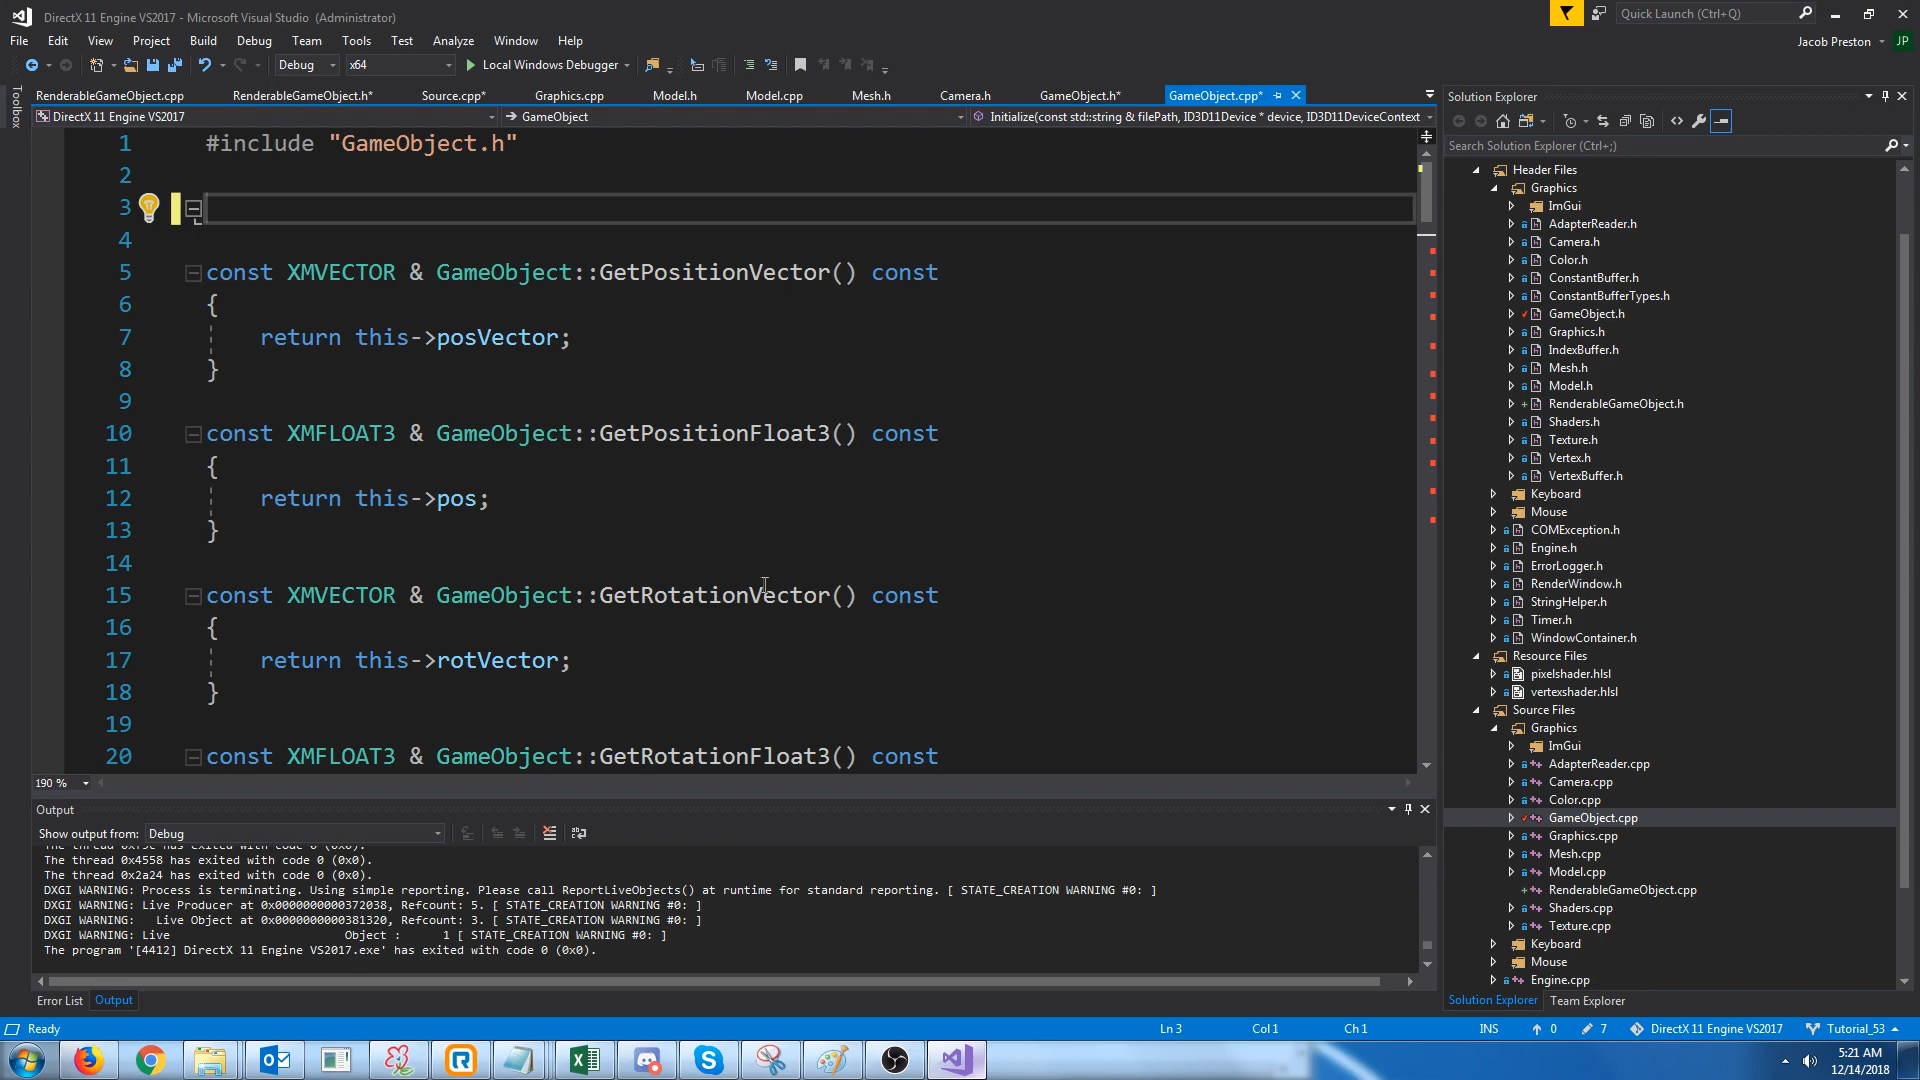 DirectX 11 Engine VS2017 - Microsoft Visual Studio (Administrator)
Quick Launch (Ctrl+Q)
File Edit View Project Build Debug Team Tools Test Analyze Window Help
Jacob Preston JP
Debug x64 Local Windows Debugger
Toolbox
RenderableGameObject.cpp RenderableGameObject.h* Source.cpp* Graphics.cpp Model.h Model.cpp Mesh.h Camera.h GameObject.h* GameObject.cpp*
DirectX 11 Engine VS2017 GameObject Initialize(const std::string & filePath, ID3D11Device * device, ID3D11DeviceContext
1 #include "GameObject.h"
2
3
4
5 const XMVECTOR & GameObject::GetPositionVector() const
6 {
7 return this->posVector;
8 }
9
10 const XMFLOAT3 & GameObject::GetPositionFloat3() const
11 {
12 return this->pos;
13 }
14
15 const XMVECTOR & GameObject::GetRotationVector() const
16 {
17 return this->rotVector;
18 }
19
20 const XMFLOAT3 & GameObject::GetRotationFloat3() const
190 %
Output
Show output from: Debug
The thread 0x4558 has exited with code 0 (0x0).
The thread 0x2a24 has exited with code 0 (0x0).
DXGI WARNING: Process is terminating. Using simple reporting. Please call ReportLiveObjects() at runtime for standard reporting. [ STATE_CREATION WARNING #0: ]
DXGI WARNING: Live Producer at 0x0000000000372038, Refcount: 5. [ STATE_CREATION WARNING #0: ]
DXGI WARNING: Live Object at 0x0000000000381320, Refcount: 3. [ STATE_CREATION WARNING #0: ]
DXGI WARNING: Live Object : 1 [ STATE_CREATION WARNING #0: ]
The program '[4412] DirectX 11 Engine VS2017.exe' has exited with code 0 (0x0).
Error List Output
Solution Explorer
Search Solution Explorer (Ctrl+;)
Header Files
Graphics
ImGui
AdapterReader.h
Camera.h
Color.h
ConstantBuffer.h
ConstantBufferTypes.h
GameObject.h
Graphics.h
IndexBuffer.h
Mesh.h
Model.h
RenderableGameObject.h
Shaders.h
Texture.h
Vertex.h
VertexBuffer.h
Keyboard
Mouse
COMException.h
Engine.h
ErrorLogger.h
RenderWindow.h
StringHelper.h
Timer.h
WindowContainer.h
Resource Files
pixelshader.hlsl
vertexshader.hlsl
Source Files
Graphics
ImGui
AdapterReader.cpp
Camera.cpp
Color.cpp
GameObject.cpp
Graphics.cpp
Mesh.cpp
Model.cpp
RenderableGameObject.cpp
Shaders.cpp
Texture.cpp
Keyboard
Mouse
Engine.cpp
Solution Explorer Team Explorer
Ready Ln 3 Col 1 Ch 1 INS 0 7 DirectX 11 Engine VS2017 Tutorial_53
5:21 AM
12/14/2018